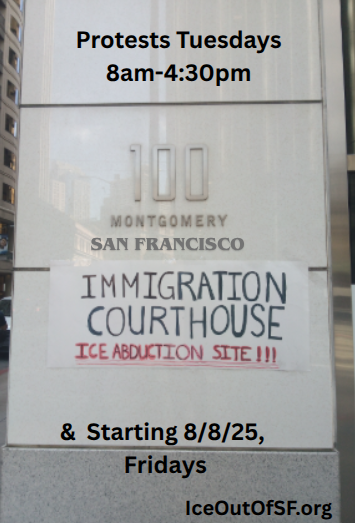 Protests Tuesdays
8am-4:30pm
100
MONTGOMERY
SAN FRANCISCO
IMMIGRATION
COURTHOUSE
ICE ABDUCTION SITE!!!
& Starting 8/8/25,
Fridays
IceOutOfSF.org